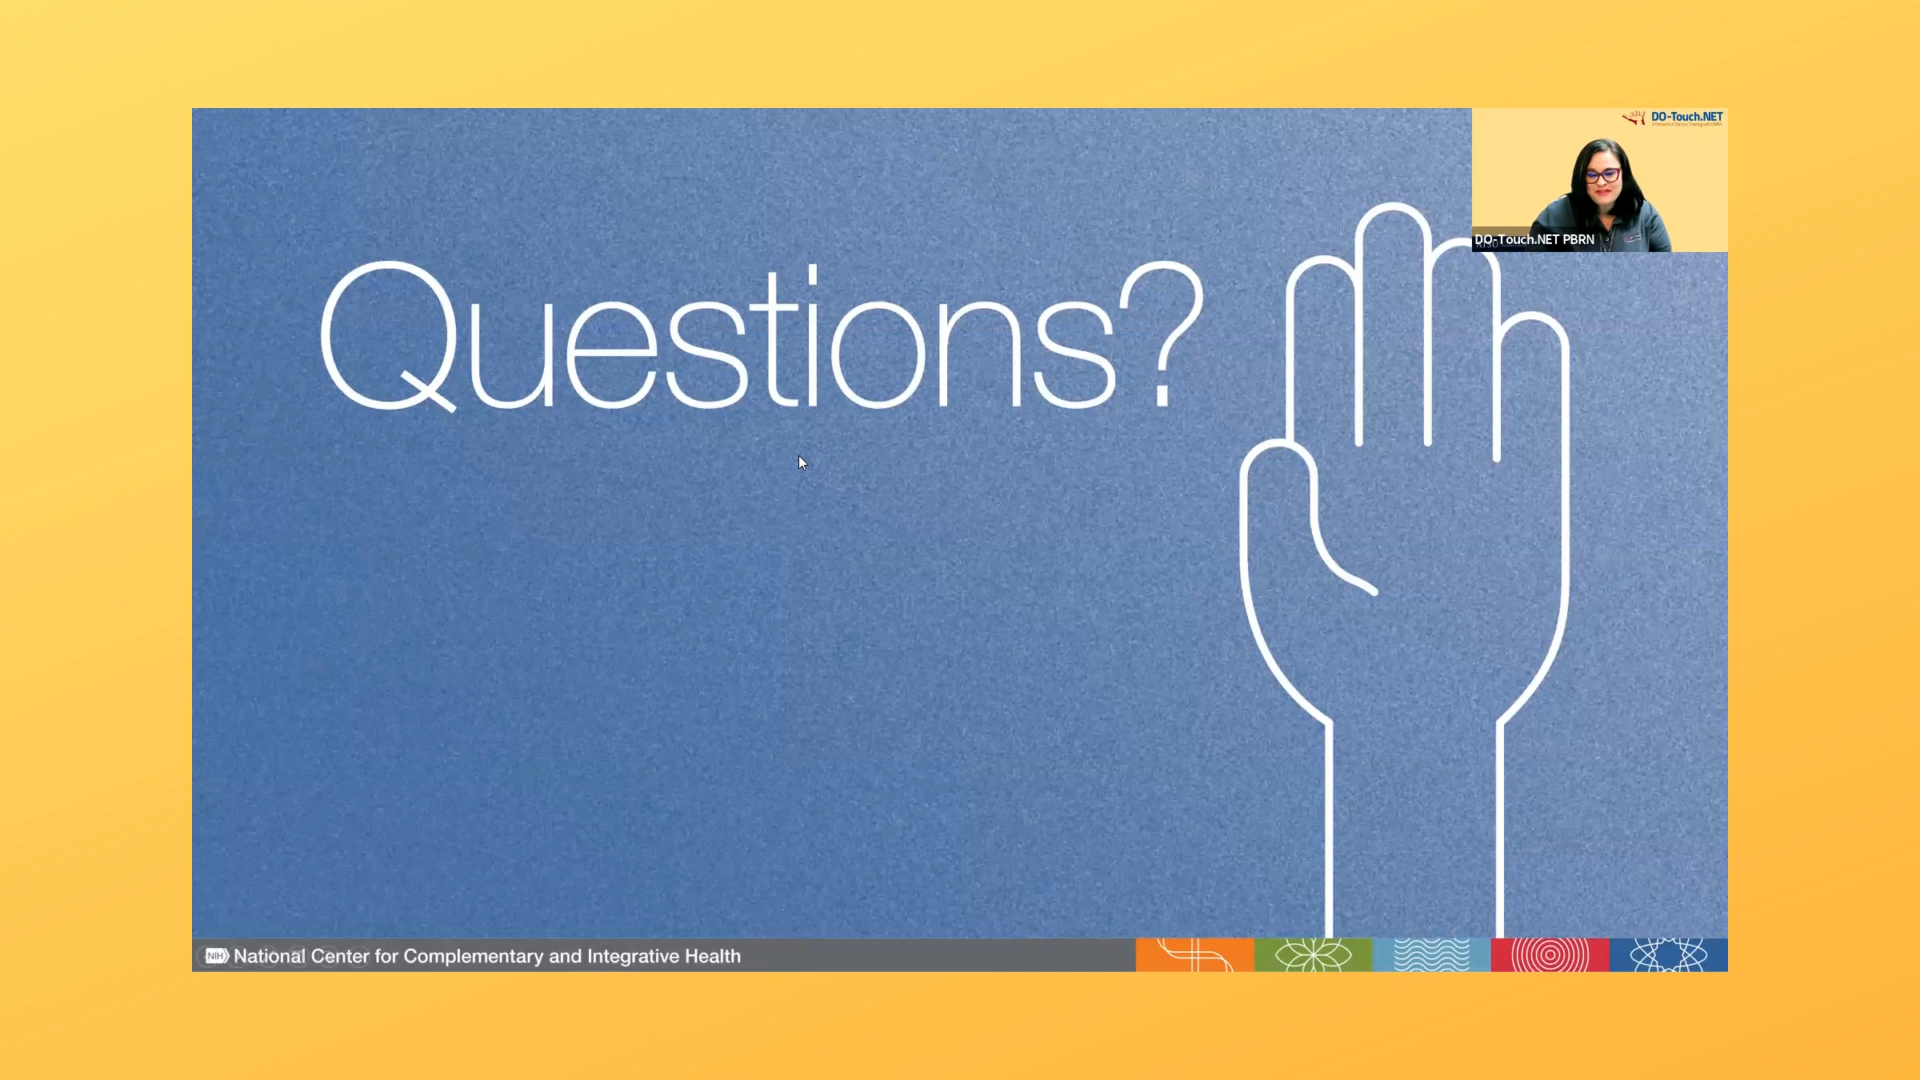 DO-Touch.NET
Questions?
DO-Touch.NET PBRN
NIH National Center for Complementary and Integrative Health